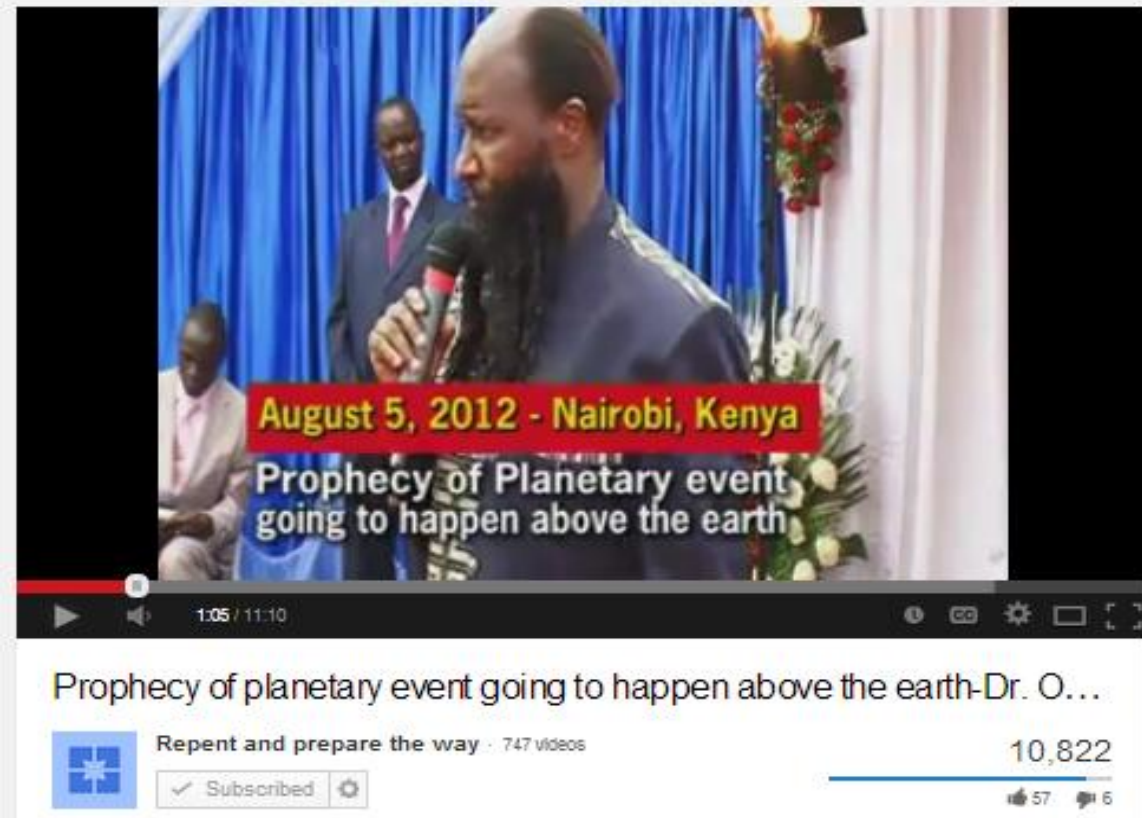 August 5, 2012 - Nairobi, Kenya
Prophecy of Planetary event
going to happen above the earth
1:05 / 11:10
CC
Prophecy of planetary event going to happen above the earth-Dr. O...
Repent and prepare the way · 747 videos
Subscribed
10,822
57 6